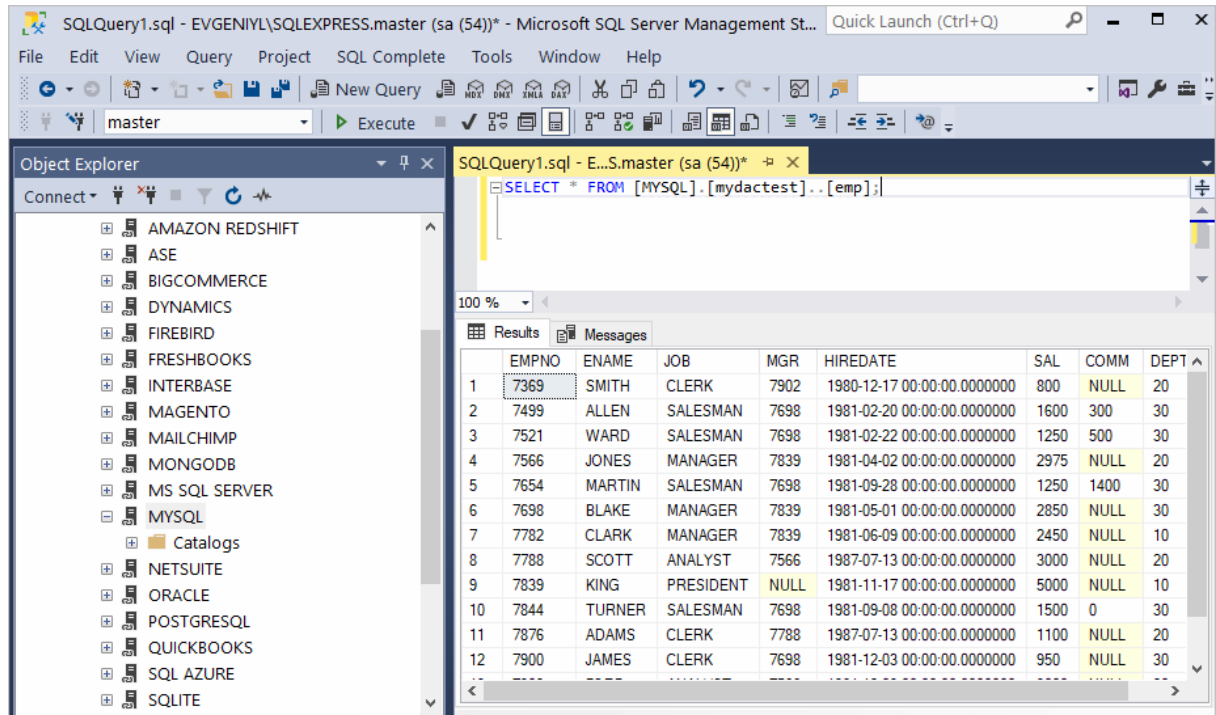 SQLQuery1.sql - EVGENIYL\SQLEXPRESS.master (sa (54))* - Microsoft SQL Server Management St... Quick Launch (Ctrl+Q)
File Edit View Query Project SQL Complete Tools Window Help
New Query MDX DMX XMLA DAX
master Execute
Object Explorer
Connect
AMAZON REDSHIFT
ASE
BIGCOMMERCE
DYNAMICS
FIREBIRD
FRESHBOOKS
INTERBASE
MAGENTO
MAILCHIMP
MONGODB
MS SQL SERVER
MYSQL
Catalogs
NETSUITE
ORACLE
POSTGRESQL
QUICKBOOKS
SQL AZURE
SQLITE
SQLQuery1.sql - E...S.master (sa (54))*
SELECT * FROM [MYSQL].[mydactest]..[emp];
100 %
Results Messages
EMPNO ENAME JOB MGR HIREDATE SAL COMM DEPT
1 7369 SMITH CLERK 7902 1980-12-17 00:00:00.0000000 800 NULL 20
2 7499 ALLEN SALESMAN 7698 1981-02-20 00:00:00.0000000 1600 300 30
3 7521 WARD SALESMAN 7698 1981-02-22 00:00:00.0000000 1250 500 30
4 7566 JONES MANAGER 7839 1981-04-02 00:00:00.0000000 2975 NULL 20
5 7654 MARTIN SALESMAN 7698 1981-09-28 00:00:00.0000000 1250 1400 30
6 7698 BLAKE MANAGER 7839 1981-05-01 00:00:00.0000000 2850 NULL 30
7 7782 CLARK MANAGER 7839 1981-06-09 00:00:00.0000000 2450 NULL 10
8 7788 SCOTT ANALYST 7566 1987-07-13 00:00:00.0000000 3000 NULL 20
9 7839 KING PRESIDENT NULL 1981-11-17 00:00:00.0000000 5000 NULL 10
10 7844 TURNER SALESMAN 7698 1981-09-08 00:00:00.0000000 1500 0 30
11 7876 ADAMS CLERK 7788 1987-07-13 00:00:00.0000000 1100 NULL 20
12 7900 JAMES CLERK 7698 1981-12-03 00:00:00.0000000 950 NULL 30